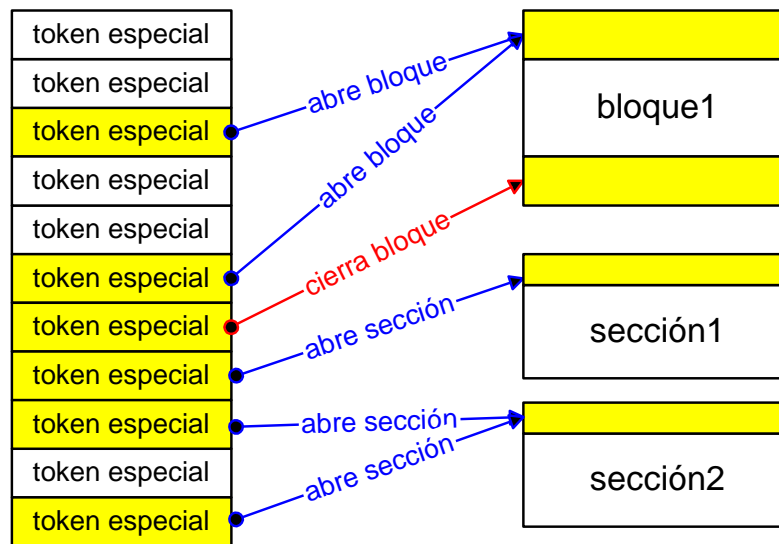 token especial
token especial
token especial
token especial
token especial
token especial
token especial
token especial
token especial
token especial
token especial
abre bloque
abre bloque
cierra bloque
abre sección
abre sección
abre sección
bloque1
sección1
sección2